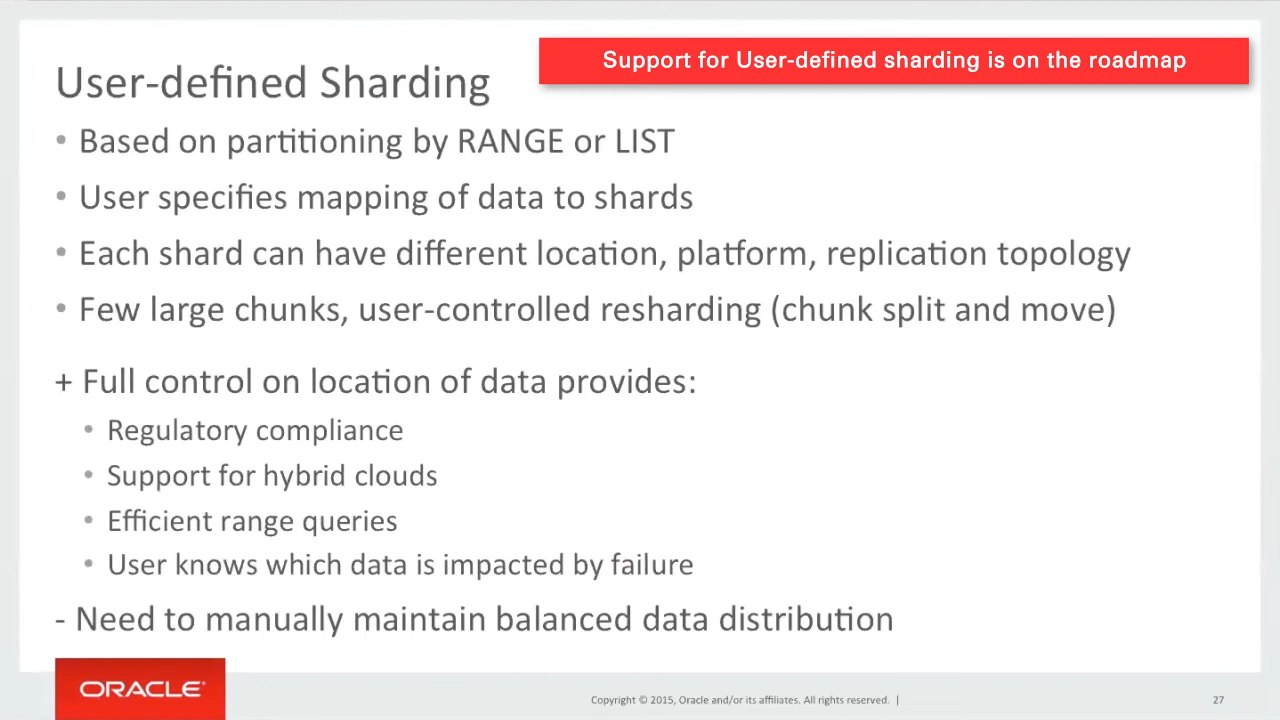 Support for User-defined sharding is on the roadmap
User-defined Sharding
• Based on partitioning by RANGE or LIST
• User specifies mapping of data to shards
• Each shard can have different location, platform, replication topology
• Few large chunks, user-controlled resharding (chunk split and move)
+ Full control on location of data provides:
• Regulatory compliance
• Support for hybrid clouds
• Efficient range queries
• User knows which data is impacted by failure
- Need to manually maintain balanced data distribution
ORACLE®
Copyright © 2015, Oracle and/or its affiliates. All rights reserved. |
27